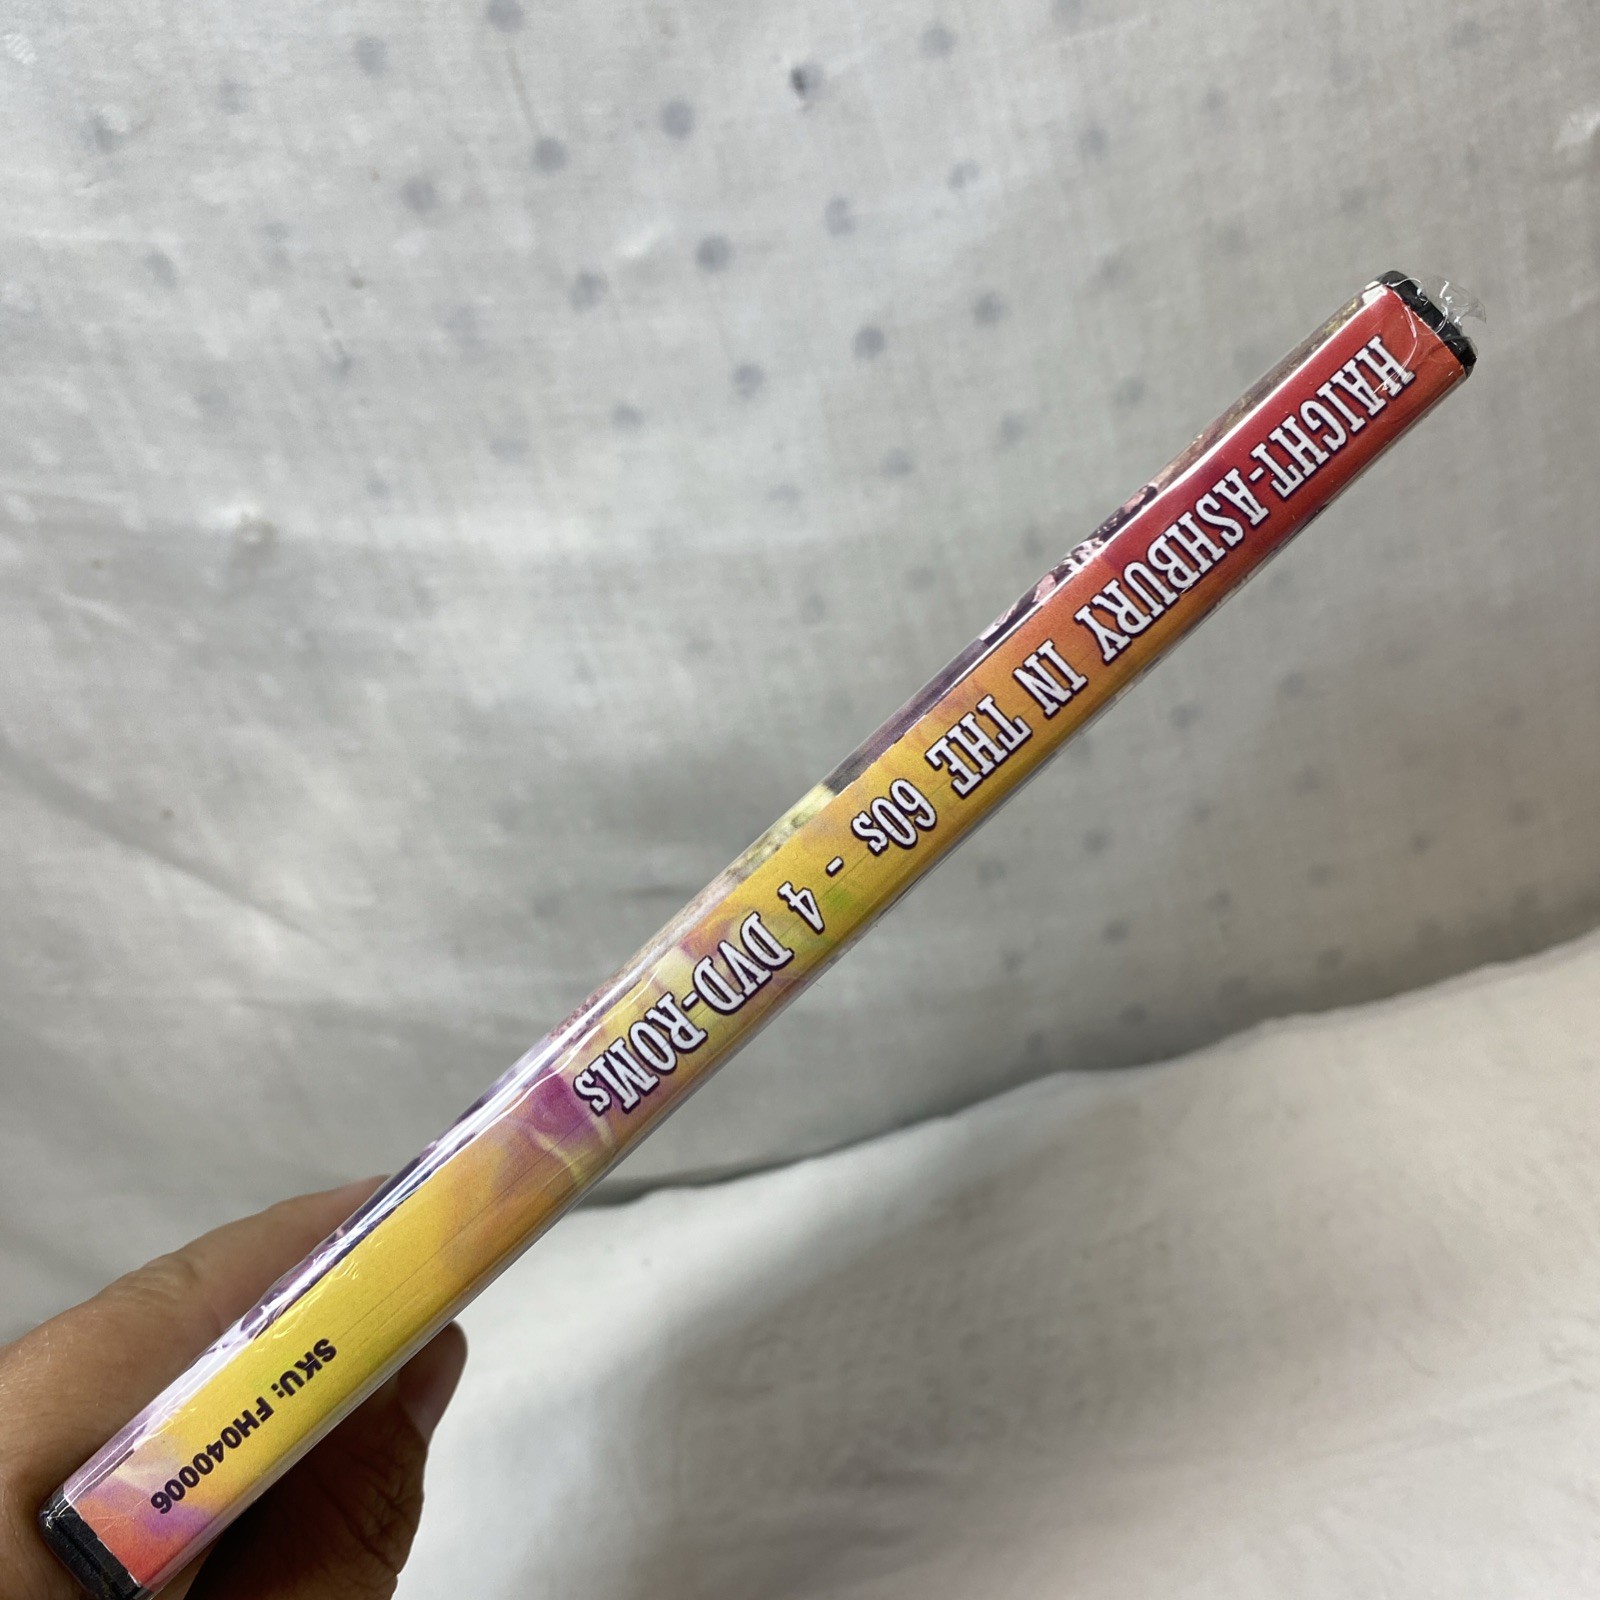 HAIGHT-ASHBURY IN THE 60s - 4 DVD-ROMs
SKU: FH040006